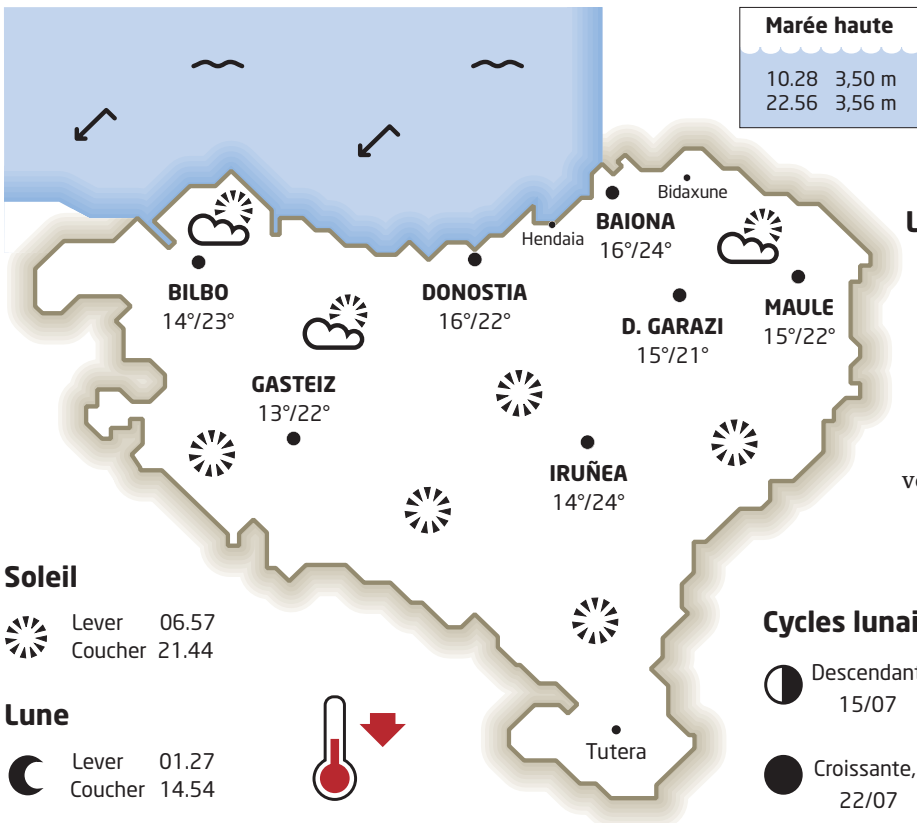 Marée haute
10.28 3,50 m
22.56 3,56 m
Bidaxune
BAIONA
16°/24°
Hendaia
BILBO
14°/23°
DONOSTIA
16°/22°
D. GARAZI
15°/21°
MAULE
15°/22°
GASTEIZ
13°/22°
IRUÑEA
14°/24°
Tutera
Soleil
Lever 06.57
Coucher 21.44
Lune
Lever 01.27
Coucher 14.54
Cycles lunai
Descendant
15/07
Croissante,
22/07